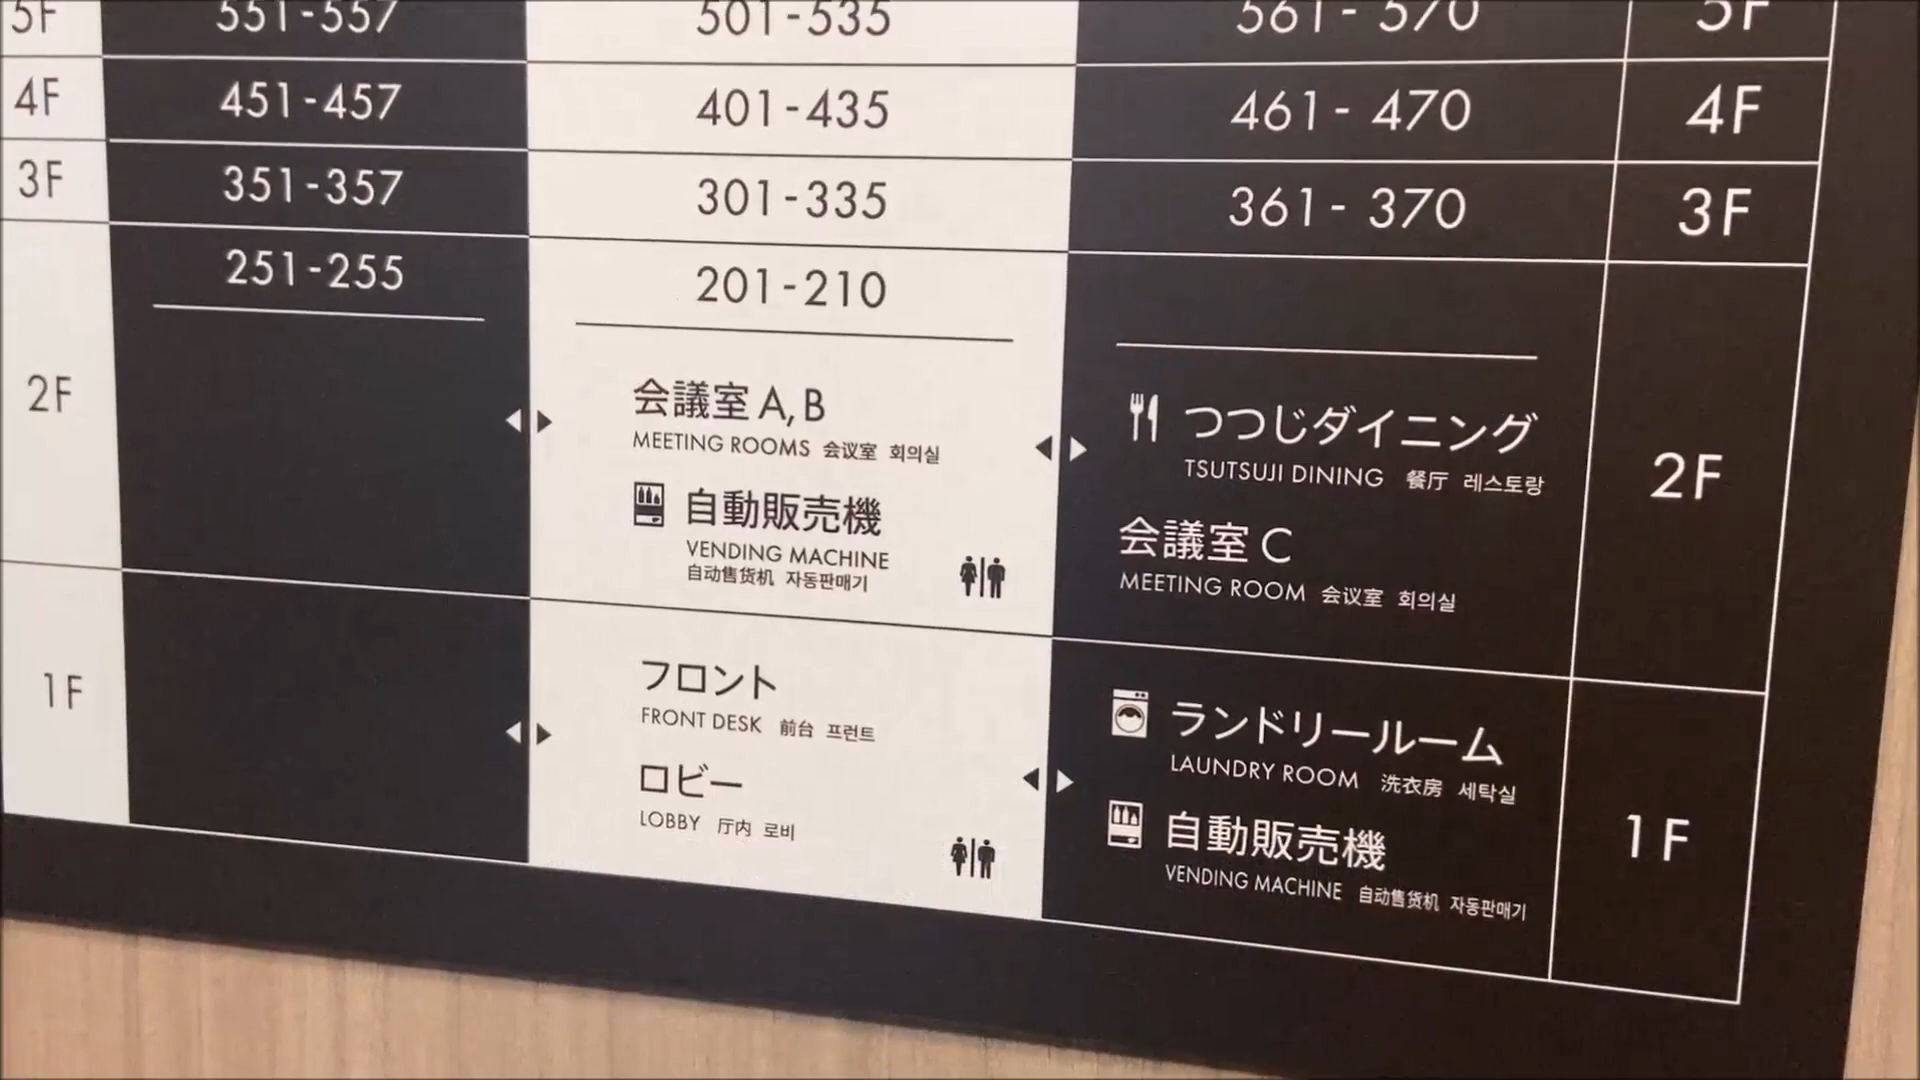 5F 551-557 501-535 561- 570 5F
4F 451-457 401-435 461- 470 4F
3F 351-357 301-335 361- 370 3F
2F
251-255
201-210
会議室 A,B
MEETING ROOMS 会议室 회의실
自動販売機
VENDING MACHINE
自动售货机 자동판매기
つつじダイニング
TSUTSUJI DINING 餐厅 레스토랑
会議室 C
MEETING ROOM 会议室 회의실
2F
1F
フロント
FRONT DESK 前台 프런트
ロビー
LOBBY 厅内 로비
ランドリールーム
LAUNDRY ROOM 洗衣房 세탁실
自動販売機
VENDING MACHINE 自动售货机 자동판매기
1F